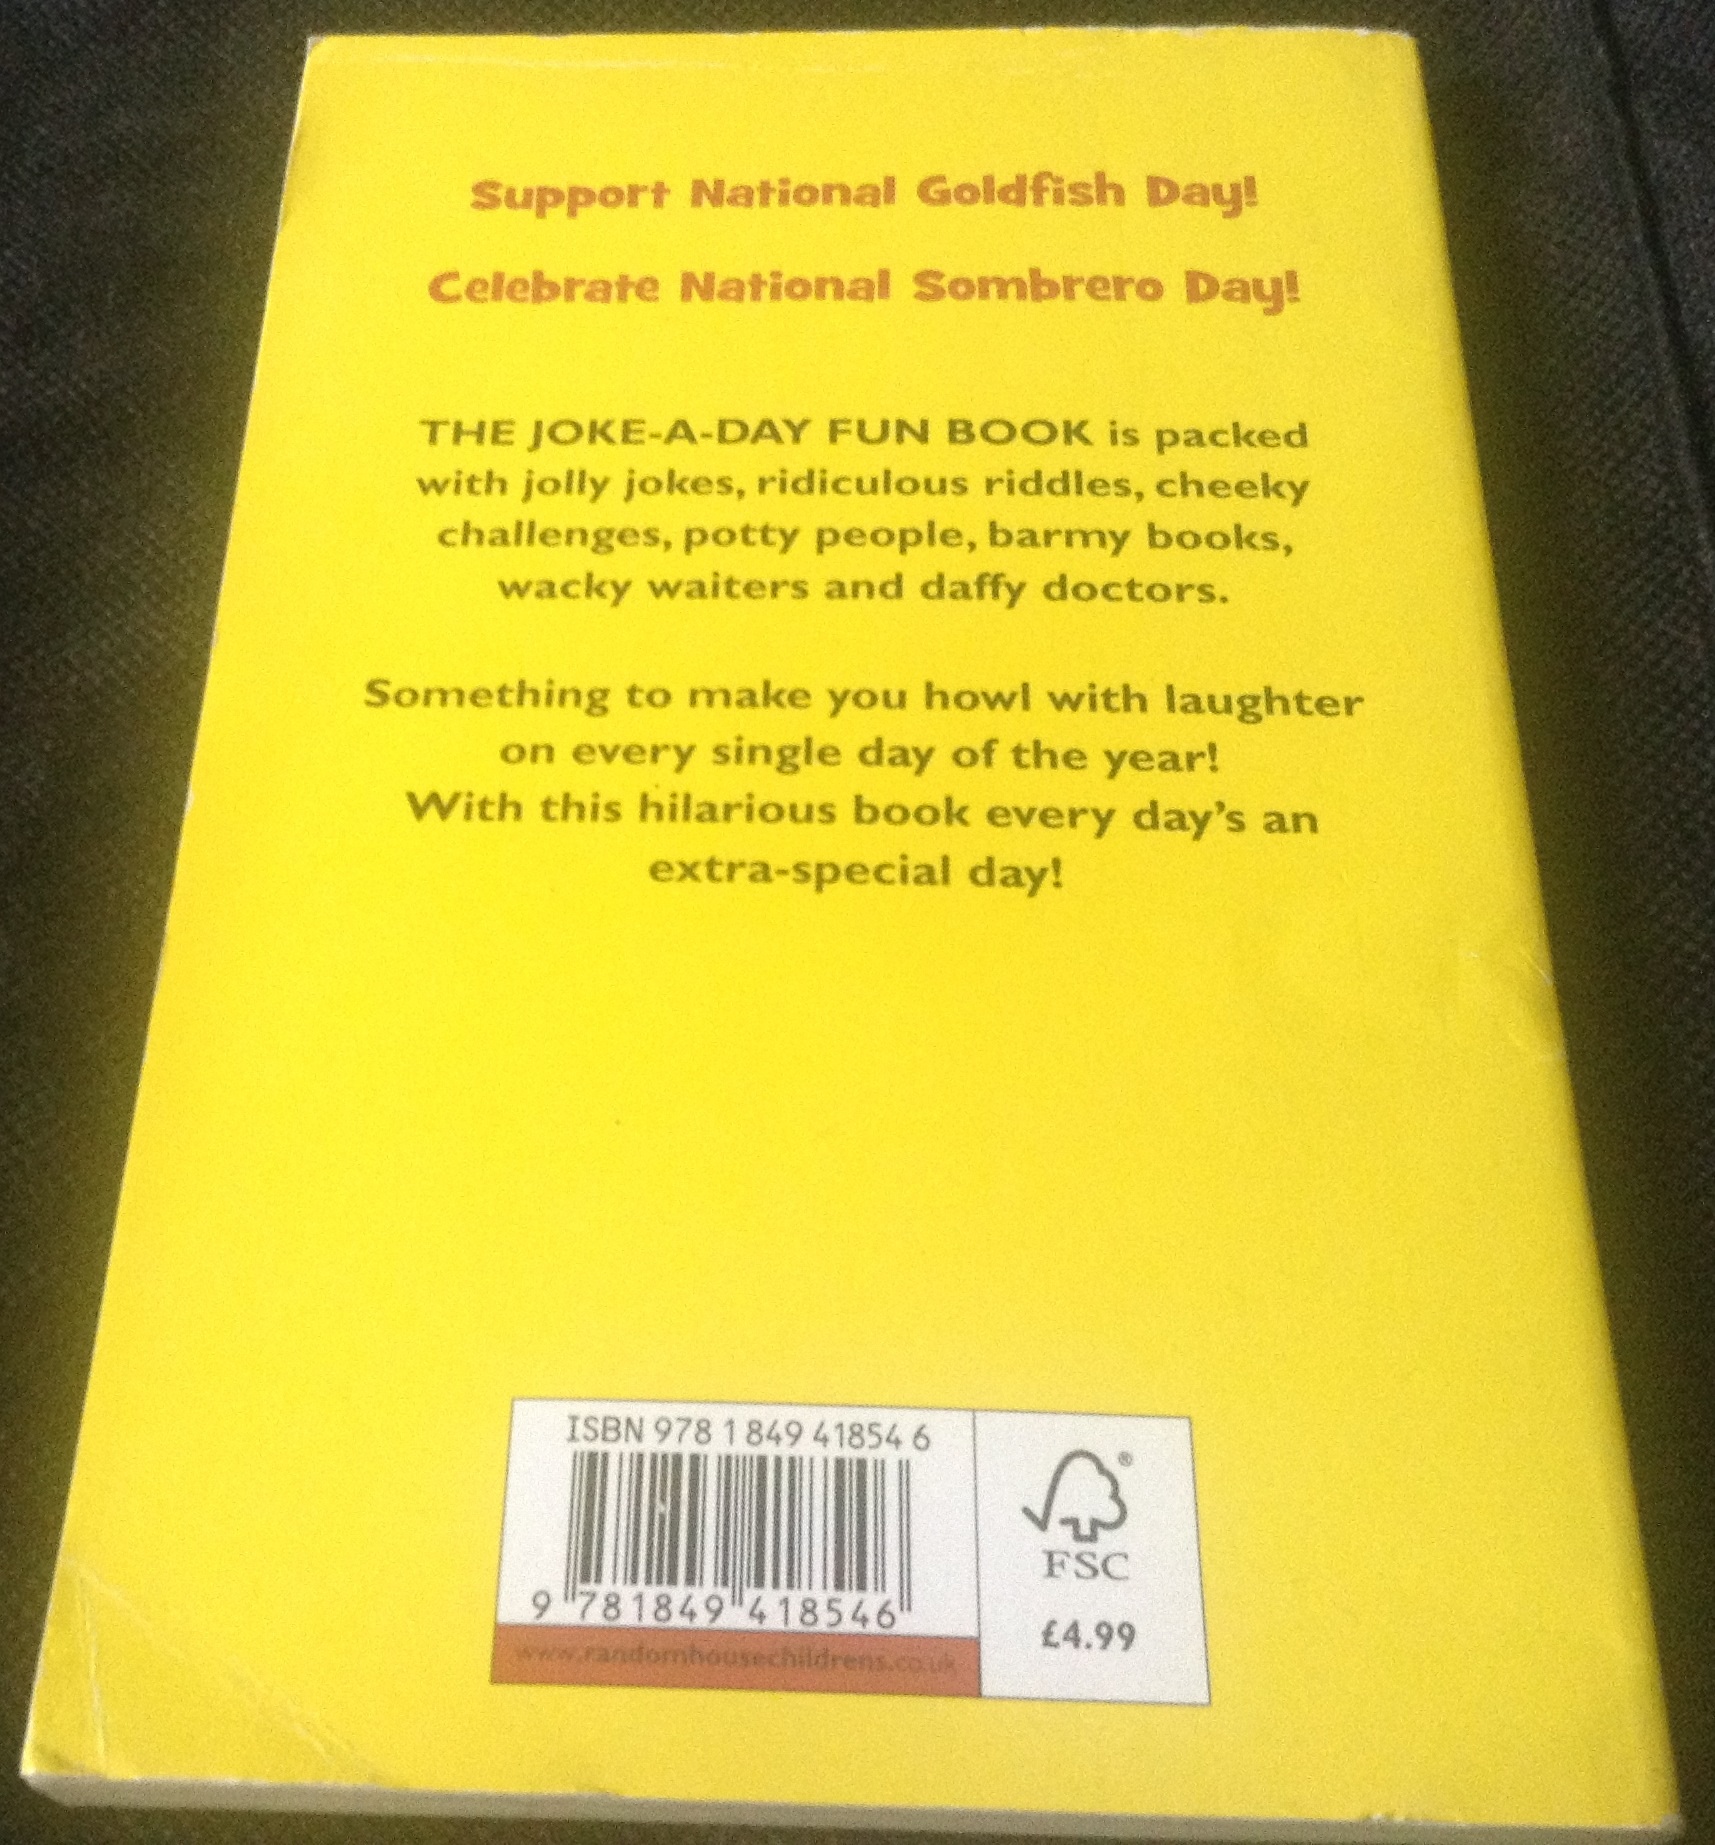 Support National Goldfish Day!
Celebrate National Sombrero Day!
THE JOKE-A-DAY FUN BOOK is packed
with jolly jokes, ridiculous riddles, cheeky
challenges, potty people, barmy books,
wacky waiters and daffy doctors.
Something to make you howl with laughter
on every single day of the year!
With this hilarious book every day's an
extra-special day!
ISBN 978 1 849 41854 6
9 781849 418546
www.randomhousechildrens.co.uk
®
FSC
£4.99